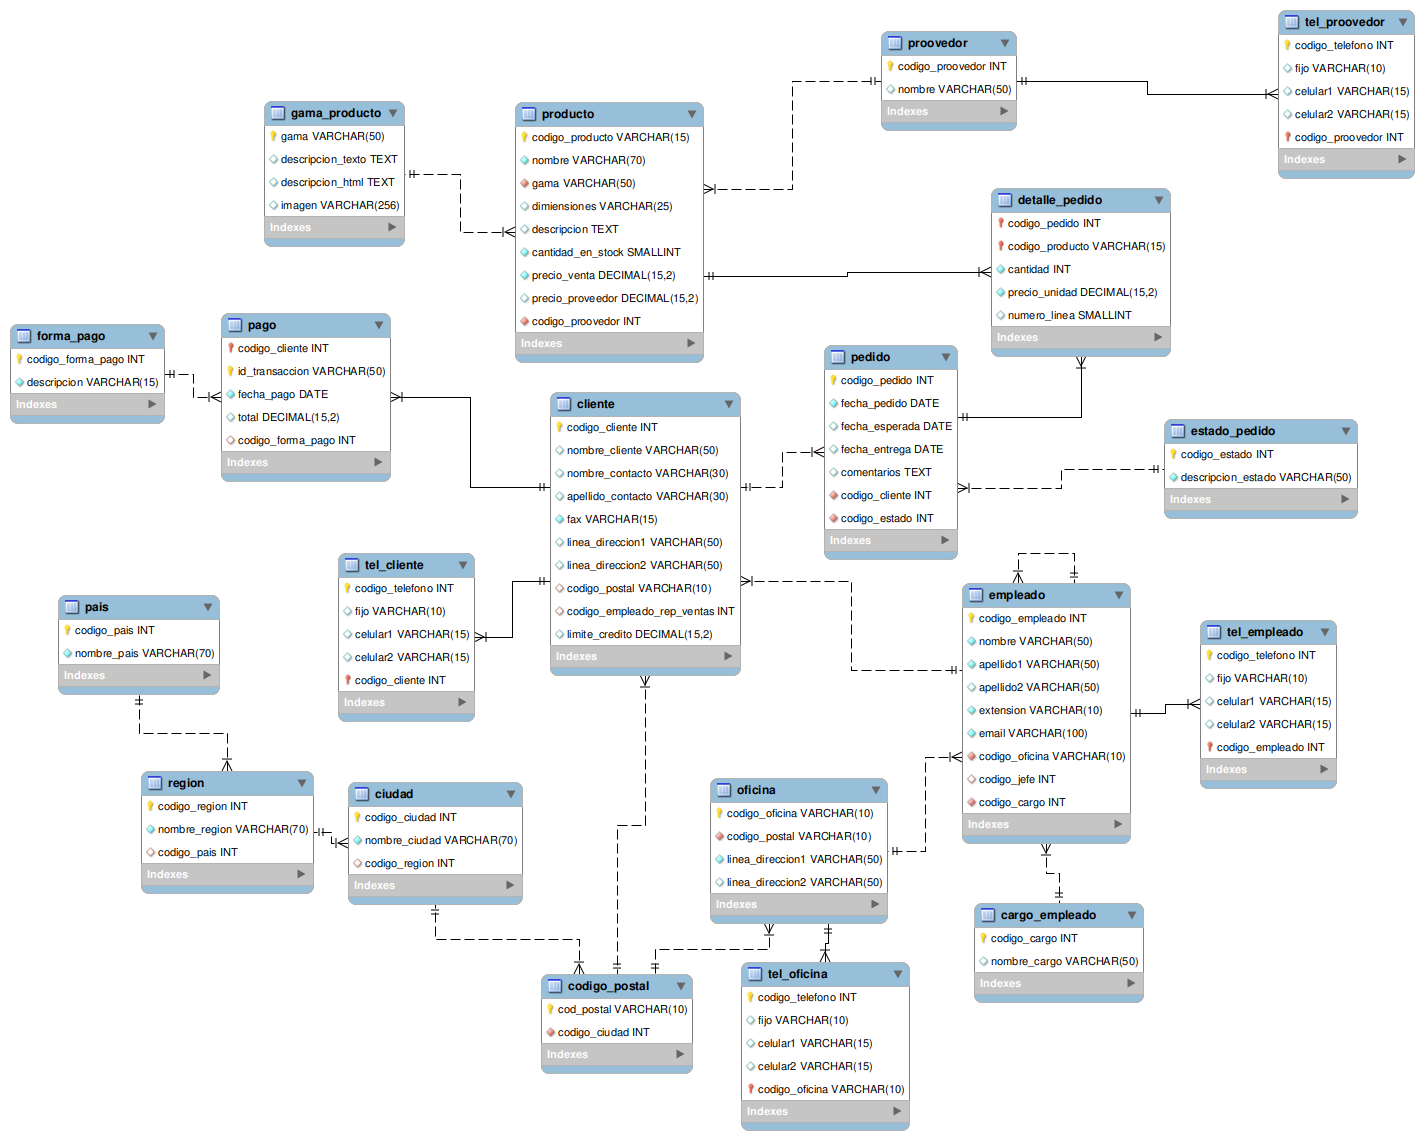 tel_proovedor
codigo_telefono INT
fijo VARCHAR(10)
celular1 VARCHAR(15)
celular2 VARCHAR(15)
codigo_proovedor INT
Indexes
proovedor
codigo_proovedor INT
nombre VARCHAR(50)
Indexes
gama_producto
gama VARCHAR(50)
descripcion_texto TEXT
descripcion_html TEXT
imagen VARCHAR(256)
Indexes
producto
codigo_producto VARCHAR(15)
nombre VARCHAR(70)
gama VARCHAR(50)
dimiensiones VARCHAR(25)
descripcion TEXT
cantidad_en_stock SMALLINT
precio_venta DECIMAL(15,2)
precio_proveedor DECIMAL(15,2)
codigo_proovedor INT
Indexes
detalle_pedido
codigo_pedido INT
codigo_producto VARCHAR(15)
cantidad INT
precio_unidad DECIMAL(15,2)
numero_linea SMALLINT
Indexes
forma_pago
codigo_forma_pago INT
descripcion VARCHAR(15)
Indexes
pago
codigo_cliente INT
id_transaccion VARCHAR(50)
fecha_pago DATE
total DECIMAL(15,2)
codigo_forma_pago INT
Indexes
cliente
codigo_cliente INT
nombre_cliente VARCHAR(50)
nombre_contacto VARCHAR(30)
apellido_contacto VARCHAR(30)
fax VARCHAR(15)
linea_direccion1 VARCHAR(50)
linea_direccion2 VARCHAR(50)
codigo_postal VARCHAR(10)
codigo_empleado_rep_ventas INT
limite_credito DECIMAL(15,2)
Indexes
pedido
codigo_pedido INT
fecha_pedido DATE
fecha_esperada DATE
fecha_entrega DATE
comentarios TEXT
codigo_cliente INT
codigo_estado INT
Indexes
estado_pedido
codigo_estado INT
descripcion_estado VARCHAR(50)
Indexes
tel_cliente
codigo_telefono INT
fijo VARCHAR(10)
celular1 VARCHAR(15)
celular2 VARCHAR(15)
codigo_cliente INT
Indexes
pais
codigo_pais INT
nombre_pais VARCHAR(70)
Indexes
empleado
codigo_empleado INT
nombre VARCHAR(50)
apellido1 VARCHAR(50)
apellido2 VARCHAR(50)
extension VARCHAR(10)
email VARCHAR(100)
codigo_oficina VARCHAR(10)
codigo_jefe INT
codigo_cargo INT
Indexes
tel_empleado
codigo_telefono INT
fijo VARCHAR(10)
celular1 VARCHAR(15)
celular2 VARCHAR(15)
codigo_empleado INT
Indexes
region
codigo_region INT
nombre_region VARCHAR(70)
codigo_pais INT
Indexes
ciudad
codigo_ciudad INT
nombre_ciudad VARCHAR(70)
codigo_region INT
Indexes
oficina
codigo_oficina VARCHAR(10)
codigo_postal VARCHAR(10)
linea_direccion1 VARCHAR(50)
linea_direccion2 VARCHAR(50)
Indexes
cargo_empleado
codigo_cargo INT
nombre_cargo VARCHAR(50)
Indexes
codigo_postal
cod_postal VARCHAR(10)
codigo_ciudad INT
Indexes
tel_oficina
codigo_telefono INT
fijo VARCHAR(10)
celular1 VARCHAR(15)
celular2 VARCHAR(15)
codigo_oficina VARCHAR(10)
Indexes